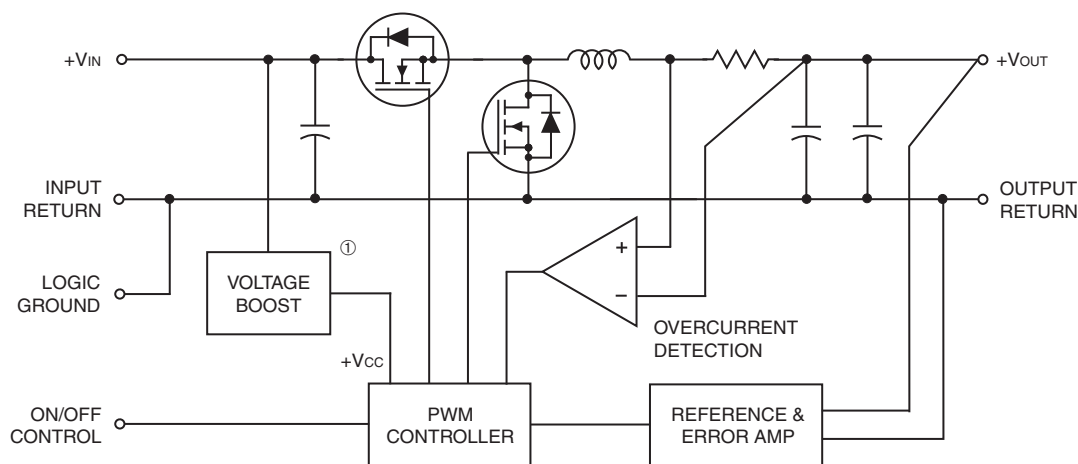 +VIN
+VOUT
INPUT
RETURN
OUTPUT
RETURN
①
LOGIC
GROUND
VOLTAGE
BOOST
+
−
OVERCURRENT
DETECTION
+VCC
ON/OFF
CONTROL
PWM
CONTROLLER
REFERENCE &
ERROR AMP